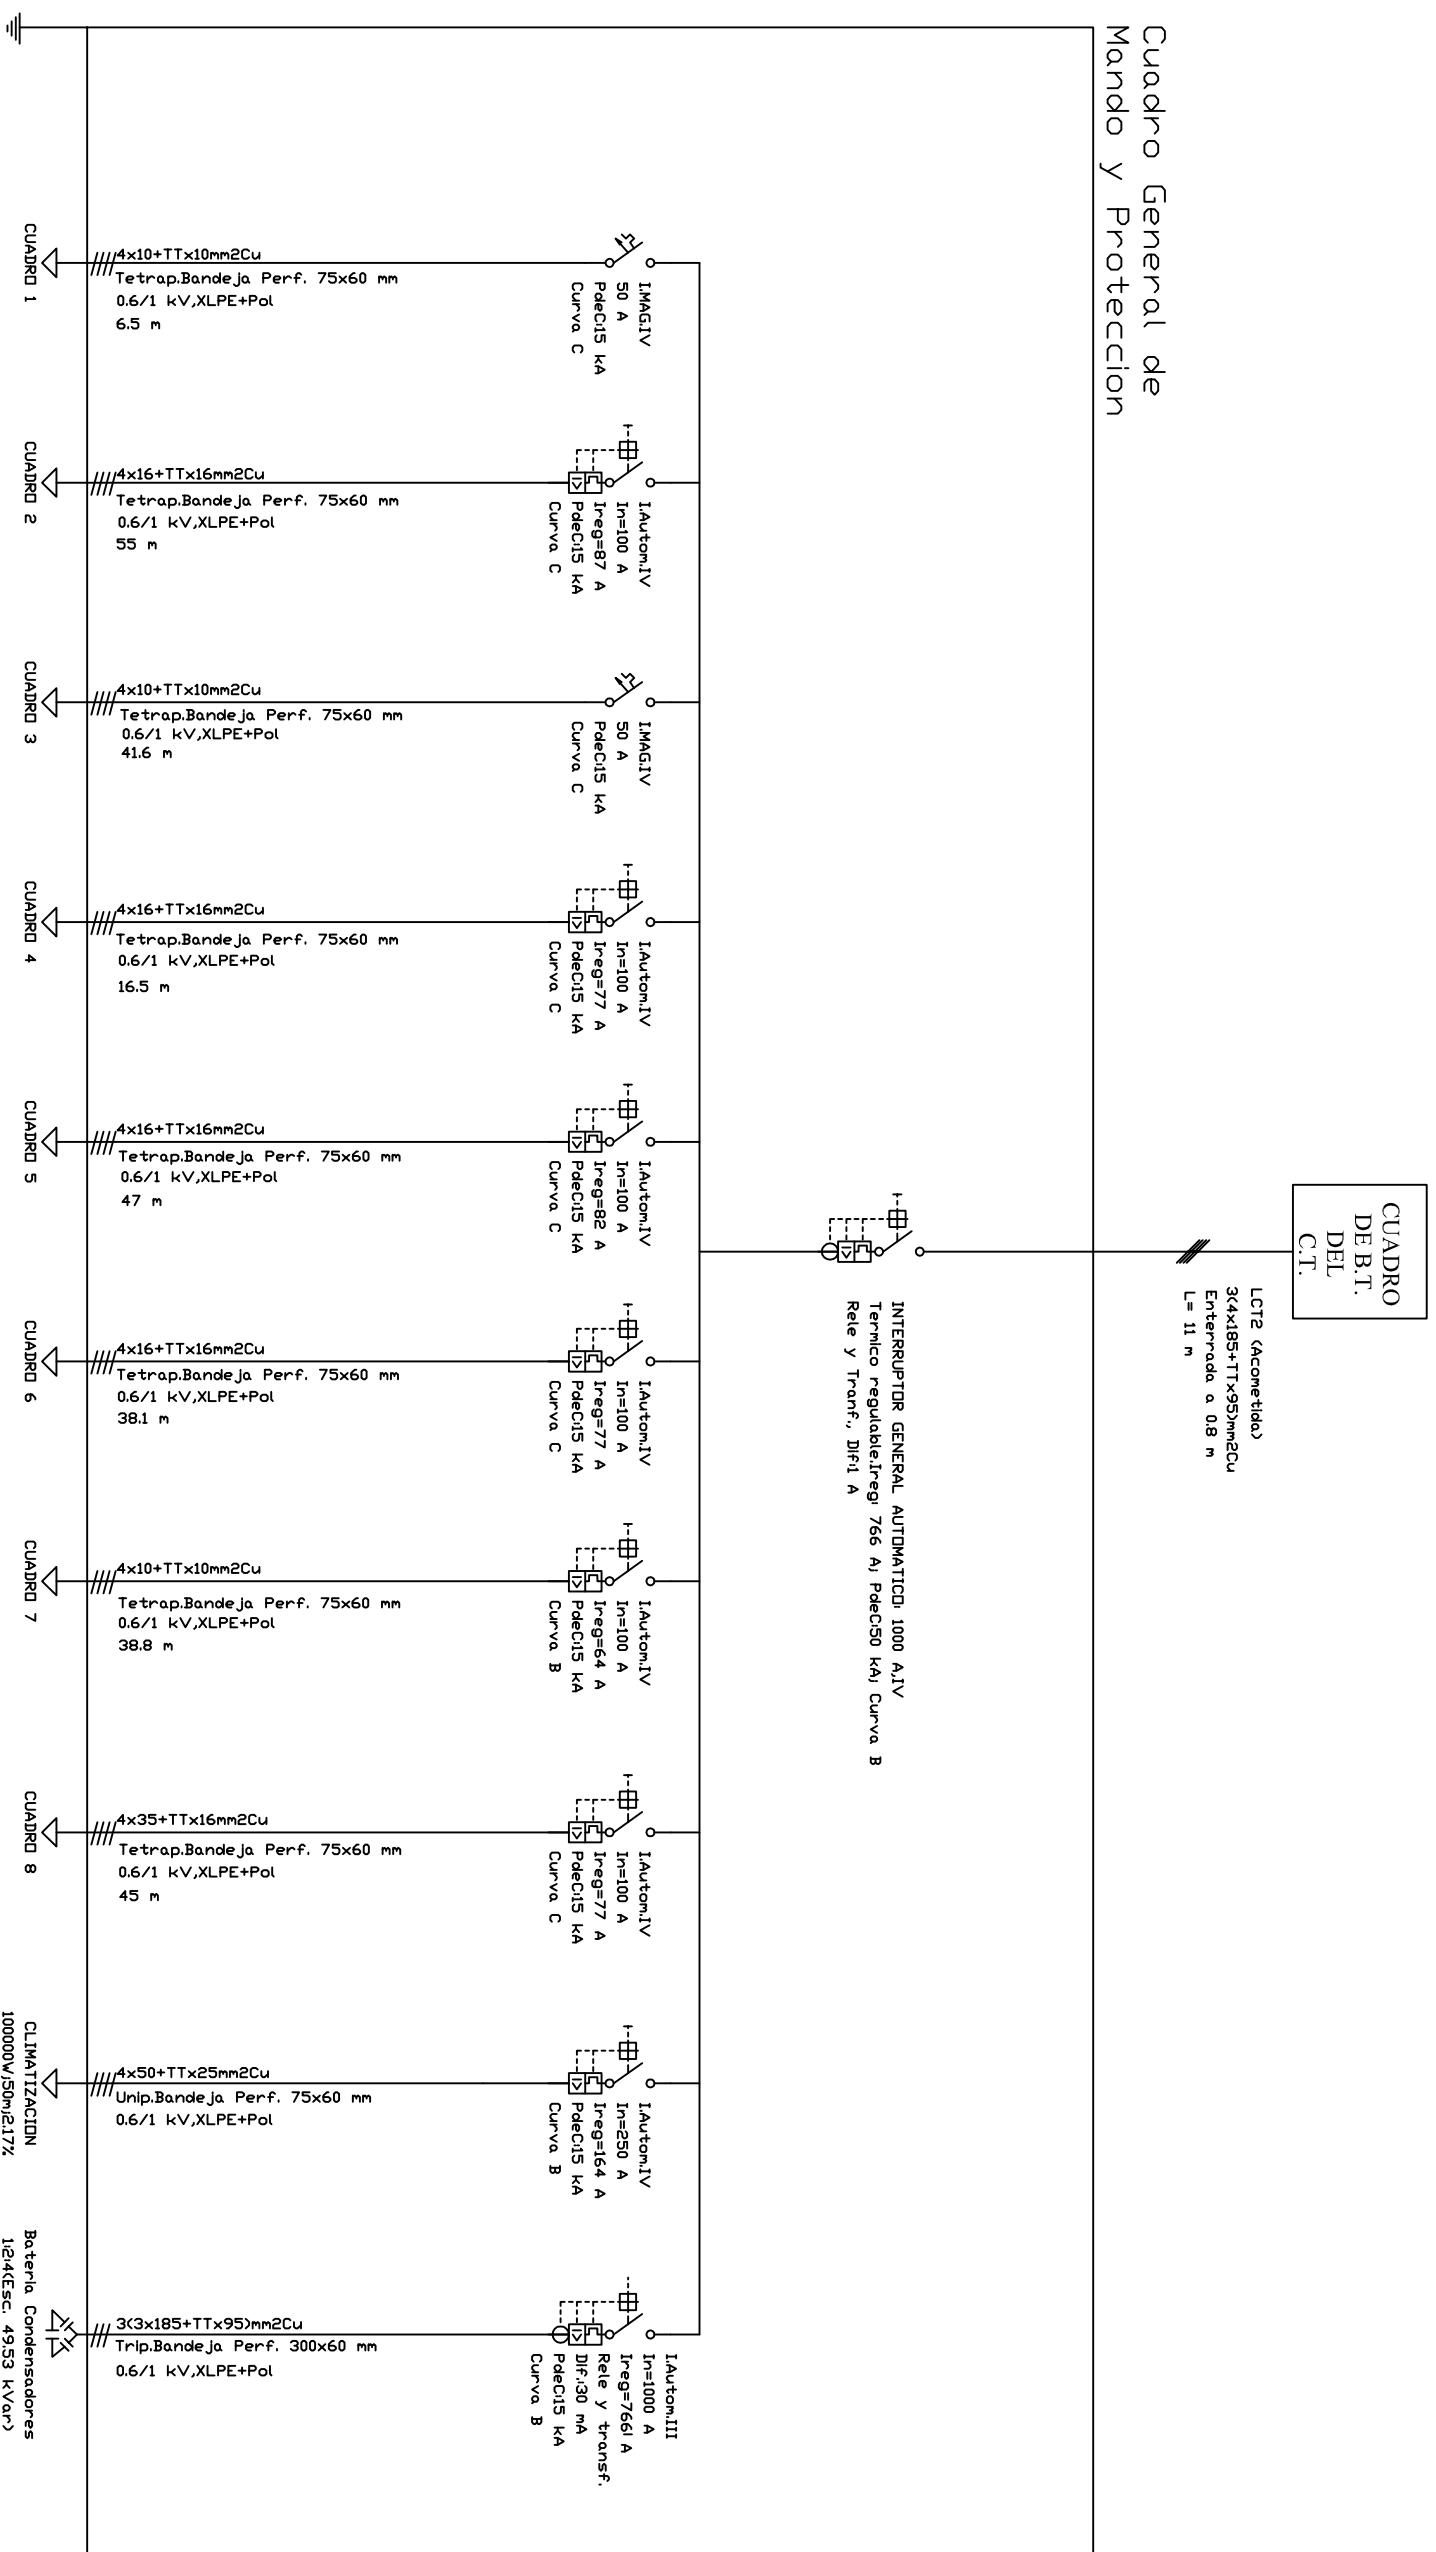 Cuadro General de
Mando y Proteccion
CUADRO
DE B.T.
DEL
C.T.
LCT2 (Acometida)
3(4x185+TTx95)mm2Cu
Enterrada a 0.8 m
L= 11 m
INTERRUPTOR GENERAL AUTOMATICO: 1000 A,IV
Termico regulable.Ireg: 766 A; PdeC:50 kA; Curva B
Rele y Tranf., Dif:1 A
I.MAG.IV
50 A
PdeC:15 kA
Curva C
4x10+TTx10mm2Cu
Tetrap.Bandeja Perf. 75x60 mm
0.6/1 kV,XLPE+Pol
6.5 m
CUADRO 1
I.Autom.IV
In=100 A
Ireg=87 A
PdeC:15 kA
Curva C
4x16+TTx16mm2Cu
Tetrap.Bandeja Perf. 75x60 mm
0.6/1 kV,XLPE+Pol
55 m
CUADRO 2
I.MAG.IV
50 A
PdeC:15 kA
Curva C
4x10+TTx10mm2Cu
Tetrap.Bandeja Perf. 75x60 mm
0.6/1 kV,XLPE+Pol
41.6 m
CUADRO 3
I.Autom.IV
In=100 A
Ireg=77 A
PdeC:15 kA
Curva C
4x16+TTx16mm2Cu
Tetrap.Bandeja Perf. 75x60 mm
0.6/1 kV,XLPE+Pol
16.5 m
CUADRO 4
I.Autom.IV
In=100 A
Ireg=82 A
PdeC:15 kA
Curva C
4x16+TTx16mm2Cu
Tetrap.Bandeja Perf. 75x60 mm
0.6/1 kV,XLPE+Pol
47 m
CUADRO 5
I.Autom.IV
In=100 A
Ireg=77 A
PdeC:15 kA
Curva C
4x16+TTx16mm2Cu
Tetrap.Bandeja Perf. 75x60 mm
0.6/1 kV,XLPE+Pol
38.1 m
CUADRO 6
I.Autom.IV
In=100 A
Ireg=64 A
PdeC:15 kA
Curva B
4x10+TTx10mm2Cu
Tetrap.Bandeja Perf. 75x60 mm
0.6/1 kV,XLPE+Pol
38.8 m
CUADRO 7
I.Autom.IV
In=100 A
Ireg=77 A
PdeC:15 kA
Curva C
4x35+TTx16mm2Cu
Tetrap.Bandeja Perf. 75x60 mm
0.6/1 kV,XLPE+Pol
45 m
CUADRO 8
I.Autom.IV
In=250 A
Ireg=164 A
PdeC:15 kA
Curva B
4x50+TTx25mm2Cu
Unip.Bandeja Perf. 75x60 mm
0.6/1 kV,XLPE+Pol
CLIMATIZACION
100000W;50m;2.17%
I.Autom.III
In=1000 A
Ireg=766I A
Rele y transf.
Dif.:30 mA
PdeC:15 kA
Curva B
3(3x185+TTx95)mm2Cu
Trip.Bandeja Perf. 300x60 mm
0.6/1 kV,XLPE+Pol
Bateria Condensadores
1:2:4(Esc. 49.53 kVar)